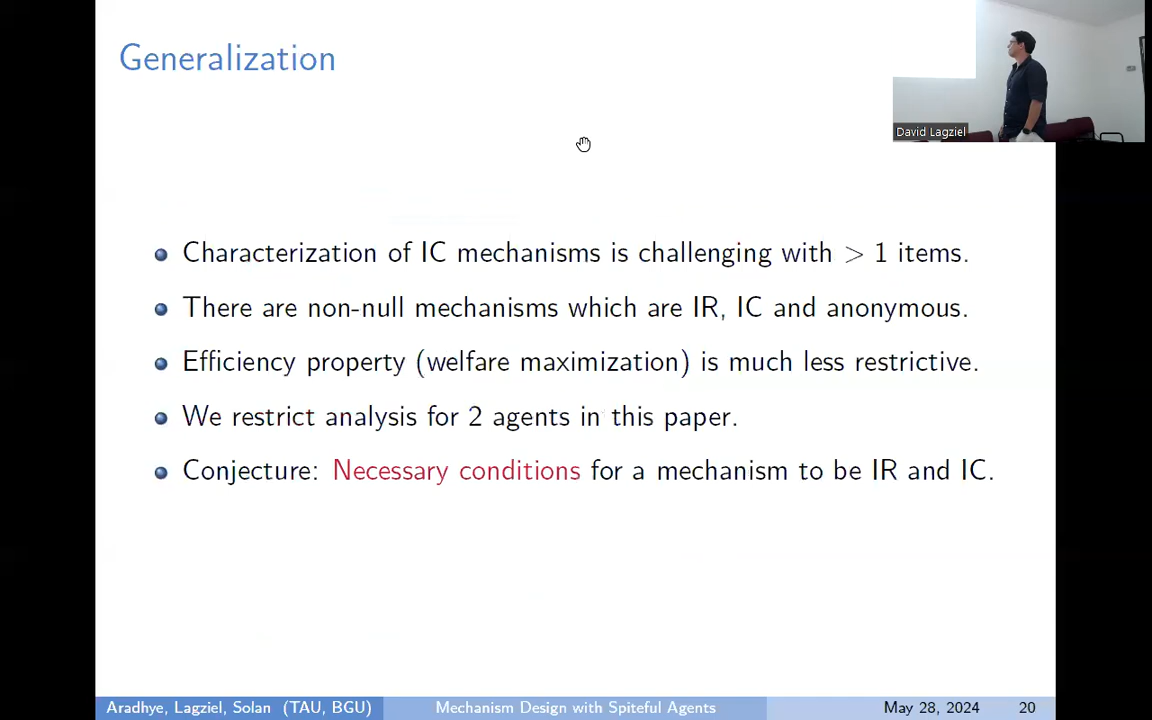 Generalization
David Lagziel
Characterization of IC mechanisms is challenging with > 1 items.
There are non-null mechanisms which are IR, IC and anonymous.
Efficiency property (welfare maximization) is much less restrictive.
We restrict analysis for 2 agents in this paper.
Conjecture: Necessary conditions for a mechanism to be IR and IC.
Aradhye, Lagziel, Solan (TAU, BGU) Mechanism Design with Spiteful Agents May 28, 2024 20